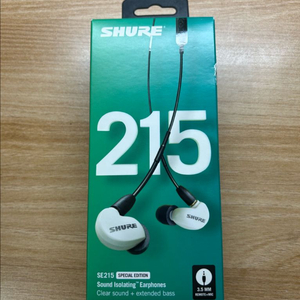 SHURE
215
SHURE
SE215 SPECIAL EDITION
Sound Isolating™ Earphones
Clear sound + extended bass
3.5 MM